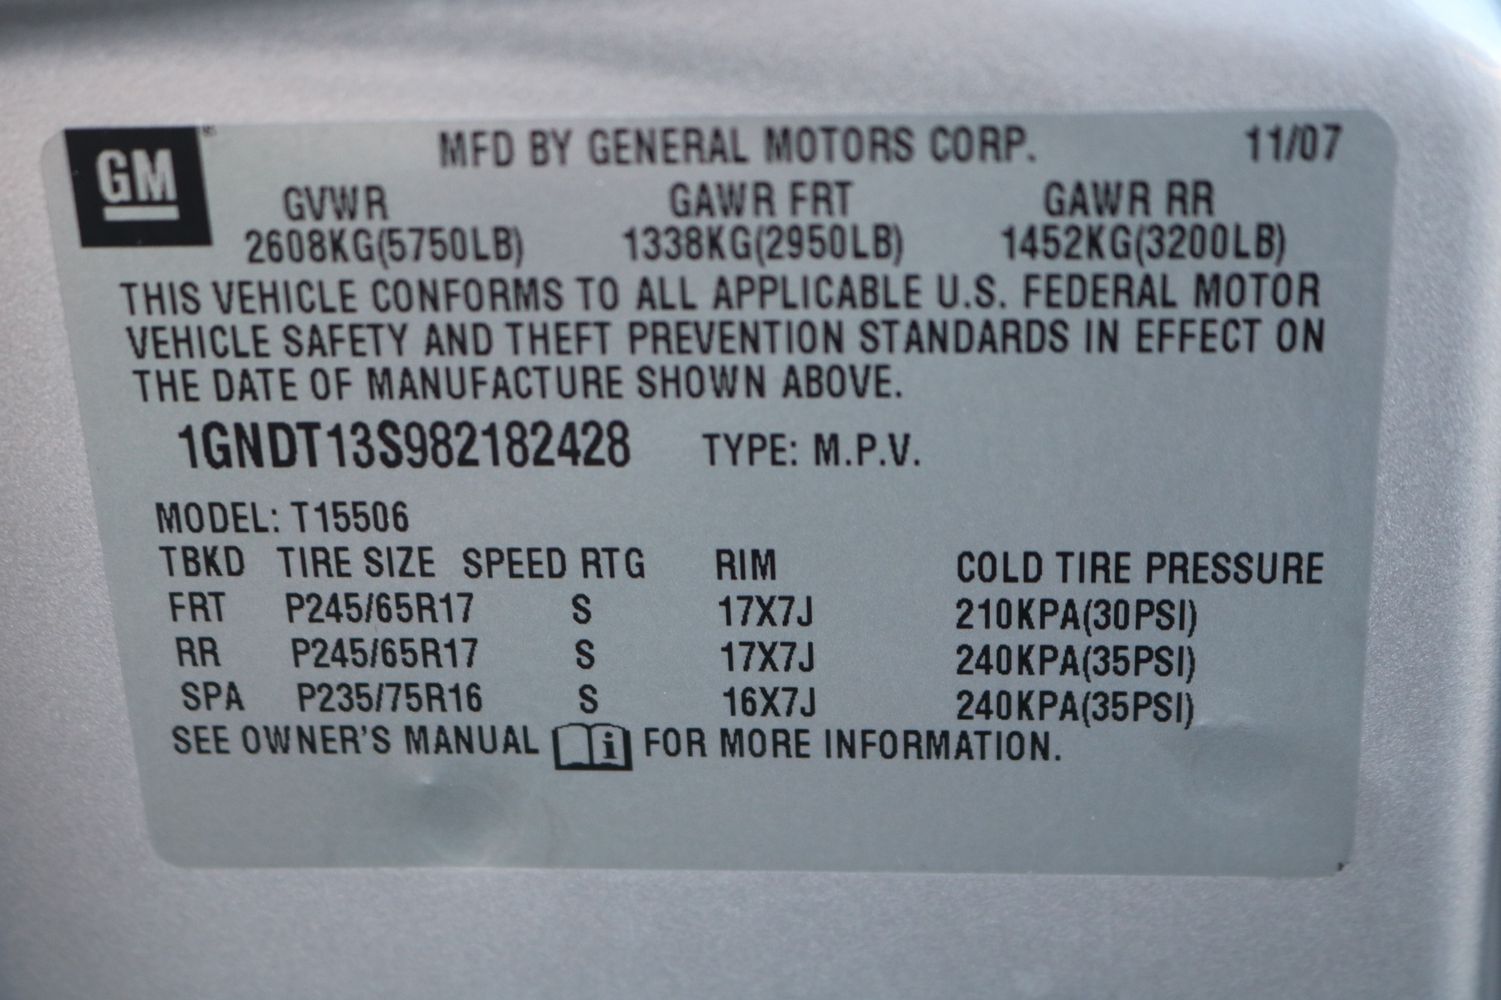 GM
MFD BY GENERAL MOTORS CORP. 11/07
GVWR GAWR FRT GAWR RR
2608KG(5750LB) 1338KG(2950LB) 1452KG(3200LB)
THIS VEHICLE CONFORMS TO ALL APPLICABLE U.S. FEDERAL MOTOR
VEHICLE SAFETY AND THEFT PREVENTION STANDARDS IN EFFECT ON
THE DATE OF MANUFACTURE SHOWN ABOVE.
1GNDT13S982182428 TYPE: M.P.V.
MODEL: T15506
TBKD TIRE SIZE SPEED RTG RIM COLD TIRE PRESSURE
FRT P245/65R17 S 17X7J 210KPA(30PSI)
RR P245/65R17 S 17X7J 240KPA(35PSI)
SPA P235/75R16 S 16X7J 240KPA(35PSI)
SEE OWNER'S MANUAL i FOR MORE INFORMATION.